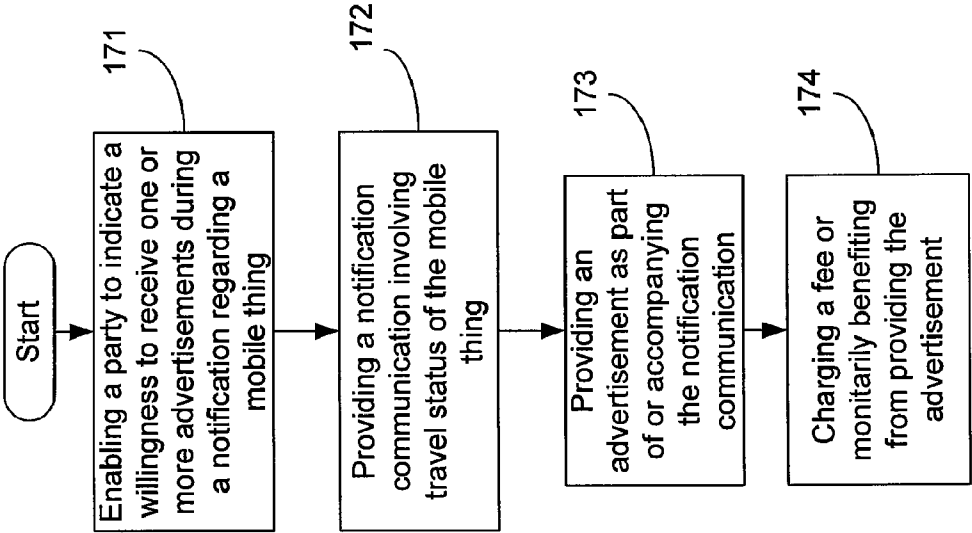 Start
Enabling a party to indicate a
willingness to receive one or
more advertisements during
a notification regarding a
mobile thing
171
Providing a notification
communication involving
travel status of the mobile
thing
172
Providing an
advertisement as part
of or accompanying
the notification
communication
173
Charging a fee or
monitarily benefiting
from providing the
advertisement
174